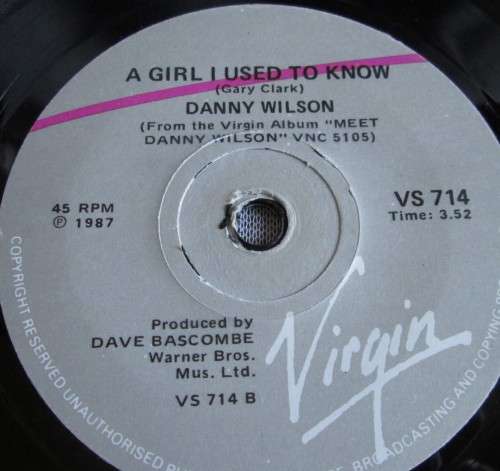 A GIRL I USED TO KNOW
(Gary Clark)
DANNY WILSON
(From the Virgin Album "MEET
DANNY WILSON" VNC 5105)
45 RPM
℗ 1987
VS 714
Time: 3.52
Produced by
DAVE BASCOMBE
Warner Bros.
Mus. Ltd.
VS 714 B
Virgin
COPYRIGHT RESERVED UNAUTHORISED
BROADCASTING AND COPYING